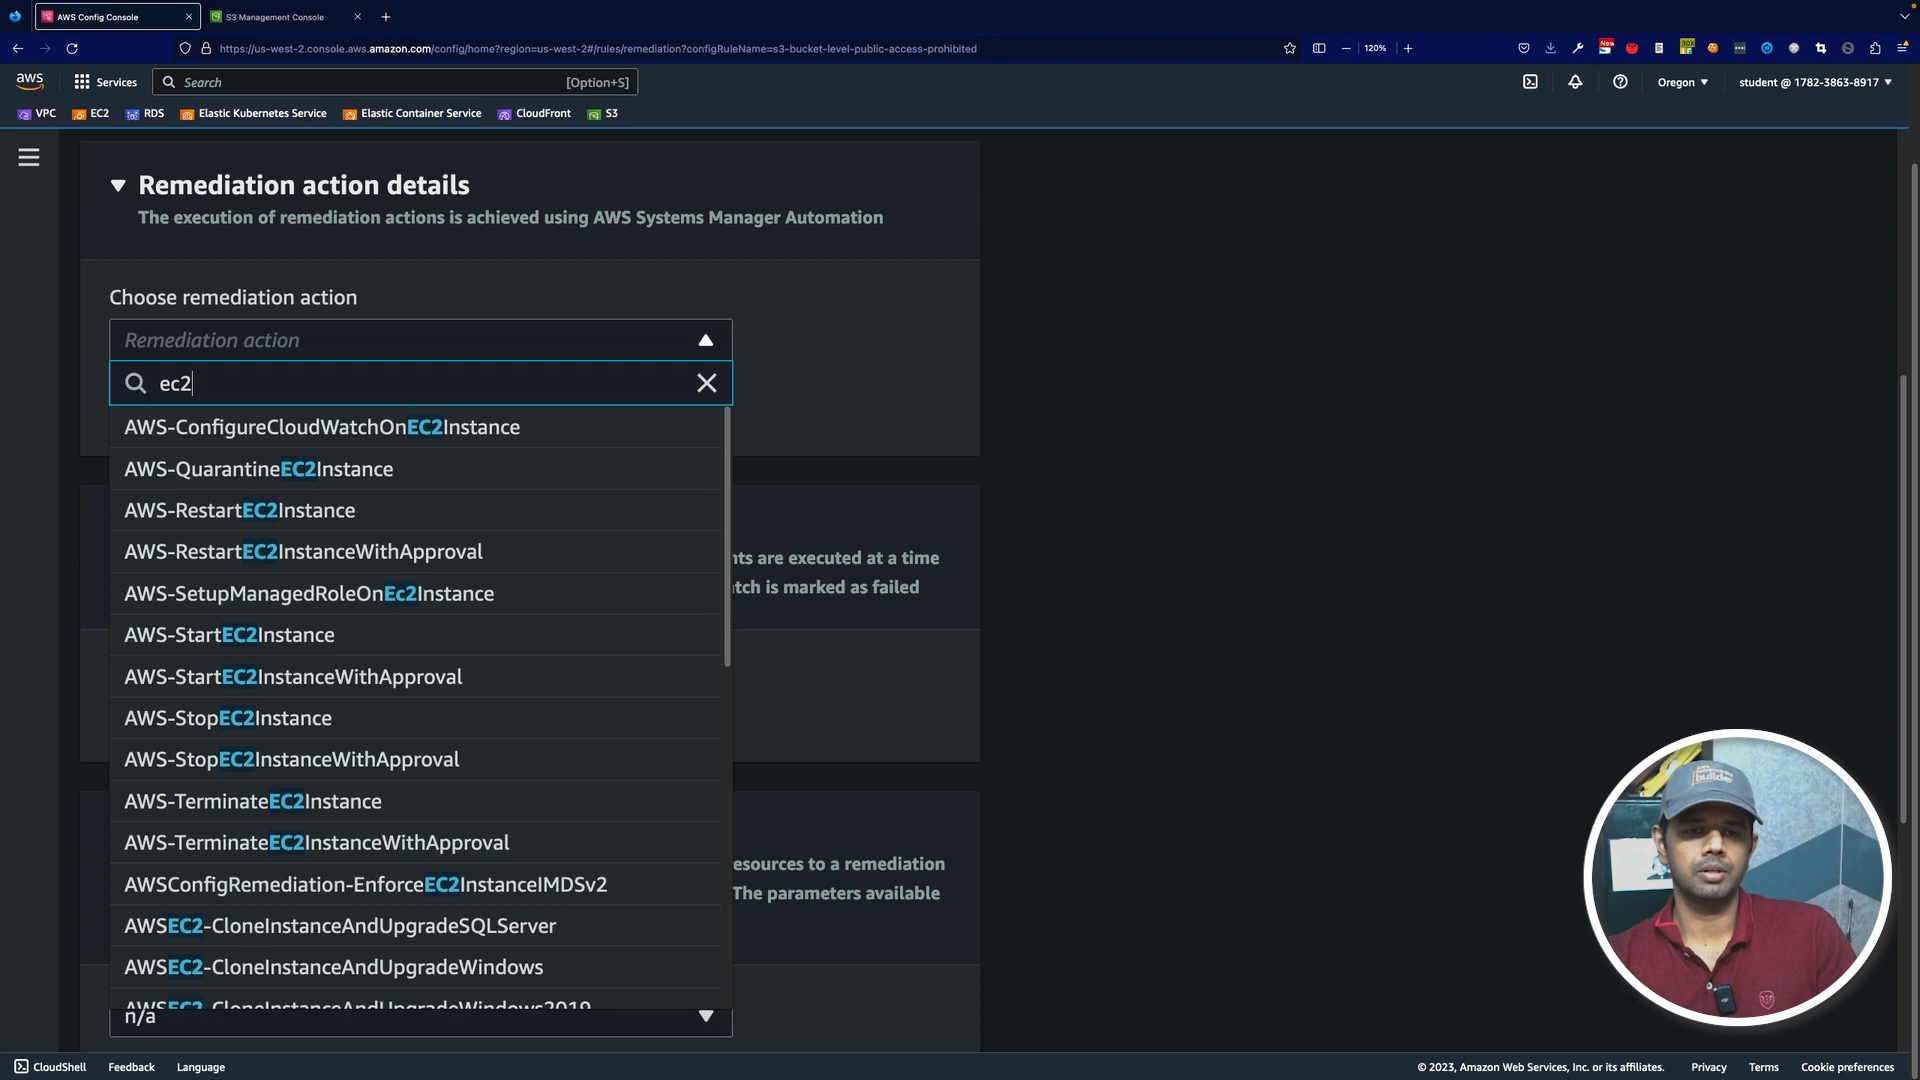 AWS Config Console
S3 Management Console
https://us-west-2.console.aws.amazon.com/config/home?region=us-west-2#/rules/remediation?configRuleName=s3-bucket-level-public-access-prohibited
120%
New
30X
aws
Services
Search
[Option+S]
Oregon
student @ 1782-3863-8917
VPC
EC2
RDS
Elastic Kubernetes Service
Elastic Container Service
CloudFront
S3
Remediation action details
The execution of remediation actions is achieved using AWS Systems Manager Automation
Choose remediation action
Remediation action
ec2
AWS-ConfigureCloudWatchOnEC2Instance
AWS-QuarantineEC2Instance
AWS-RestartEC2Instance
AWS-RestartEC2InstanceWithApproval
AWS-SetupManagedRoleOnEc2Instance
AWS-StartEC2Instance
AWS-StartEC2InstanceWithApproval
AWS-StopEC2Instance
AWS-StopEC2InstanceWithApproval
AWS-TerminateEC2Instance
AWS-TerminateEC2InstanceWithApproval
AWSConfigRemediation-EnforceEC2InstanceIMDSv2
AWSEC2-CloneInstanceAndUpgradeSQLServer
AWSEC2-CloneInstanceAndUpgradeWindows
AWSEC2-CloneInstanceAndUpgradeWindows2019
n/a
nts are executed at a time
tch is marked as failed
esources to a remediation
The parameters available
builder
CloudShell
Feedback
Language
© 2023, Amazon Web Services, Inc. or its affiliates.
Privacy
Terms
Cookie preferences